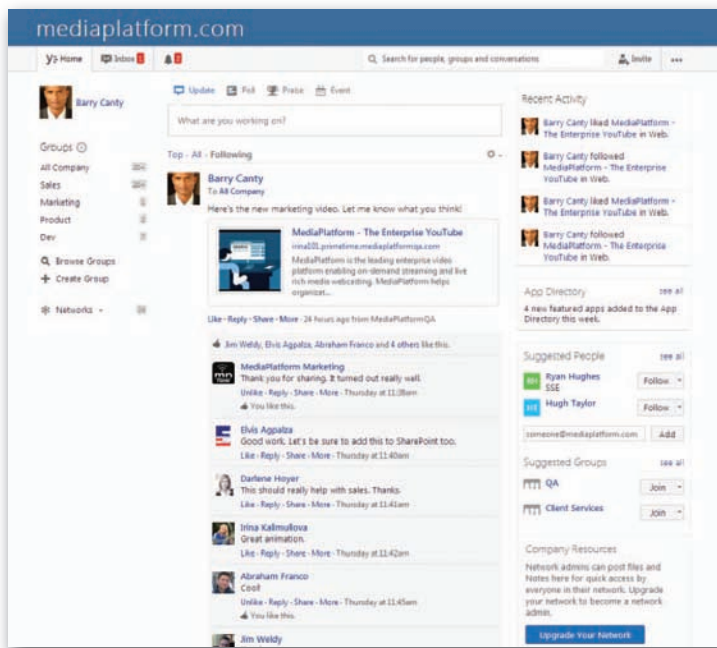 mediaplatform.com
Home
Inbox 1
2
Search for people, groups and conversations
Invite
Barry Canty
Groups
All Company 20+
Sales 20+
Marketing
Product
Dev
Browse Groups
+ Create Group
Networks
Update Poll Praise Event
What are you working on?
Top - All - Following
Barry Canty
To All Company
Here's the new marketing video. Let me know what you think!
MediaPlatform - The Enterprise YouTube
irina101.primetime.mediaplatformqa.com
MediaPlatform is the leading enterprise video
platform enabling on-demand streaming and live
rich media webcasting. MediaPlatform helps
organizat...
Like - Reply - Share - More - 24 hours ago from MediaPlatformQA
Jim Weldy, Elvis Agpalza, Abraham Franco and 4 others like this.
MediaPlatform Marketing
Thank you for sharing. It turned out really well.
Unlike - Reply - Share - More - Thursday at 11:38am
You like this.
Elvis Agpalza
Good work. Let's be sure to add this to SharePoint too.
Like - Reply - Share - More - Thursday at 11:40am
Darlene Hoyer
This should really help with sales. Thanks.
Like - Reply - Share - More - Thursday at 11:41am
Irina Kalimullova
Great animation.
Like - Reply - Share - More - Thursday at 11:42am
Abraham Franco
Cool!
Unlike - Reply - Share - More - Thursday at 11:45am
You like this.
Jim Weldy
Recent Activity
Barry Canty liked MediaPlatform -
The Enterprise YouTube in Web.
Barry Canty followed
MediaPlatform - The Enterprise
YouTube in Web.
Barry Canty liked MediaPlatform -
The Enterprise YouTube in Web.
Barry Canty followed
MediaPlatform - The Enterprise
YouTube in Web.
App Directory see all
4 new featured apps added to the App
Directory this week.
Suggested People see all
RH Ryan Hughes Follow
SSE
Hugh Taylor Follow
someone@mediaplatform.com Add
Suggested Groups see all
QA Join
Client Services Join
Company Resources
Network admins can post files and
Notes here for quick access by
everyone in their network. Upgrade
your network to become a network
admin.
Upgrade Your Network